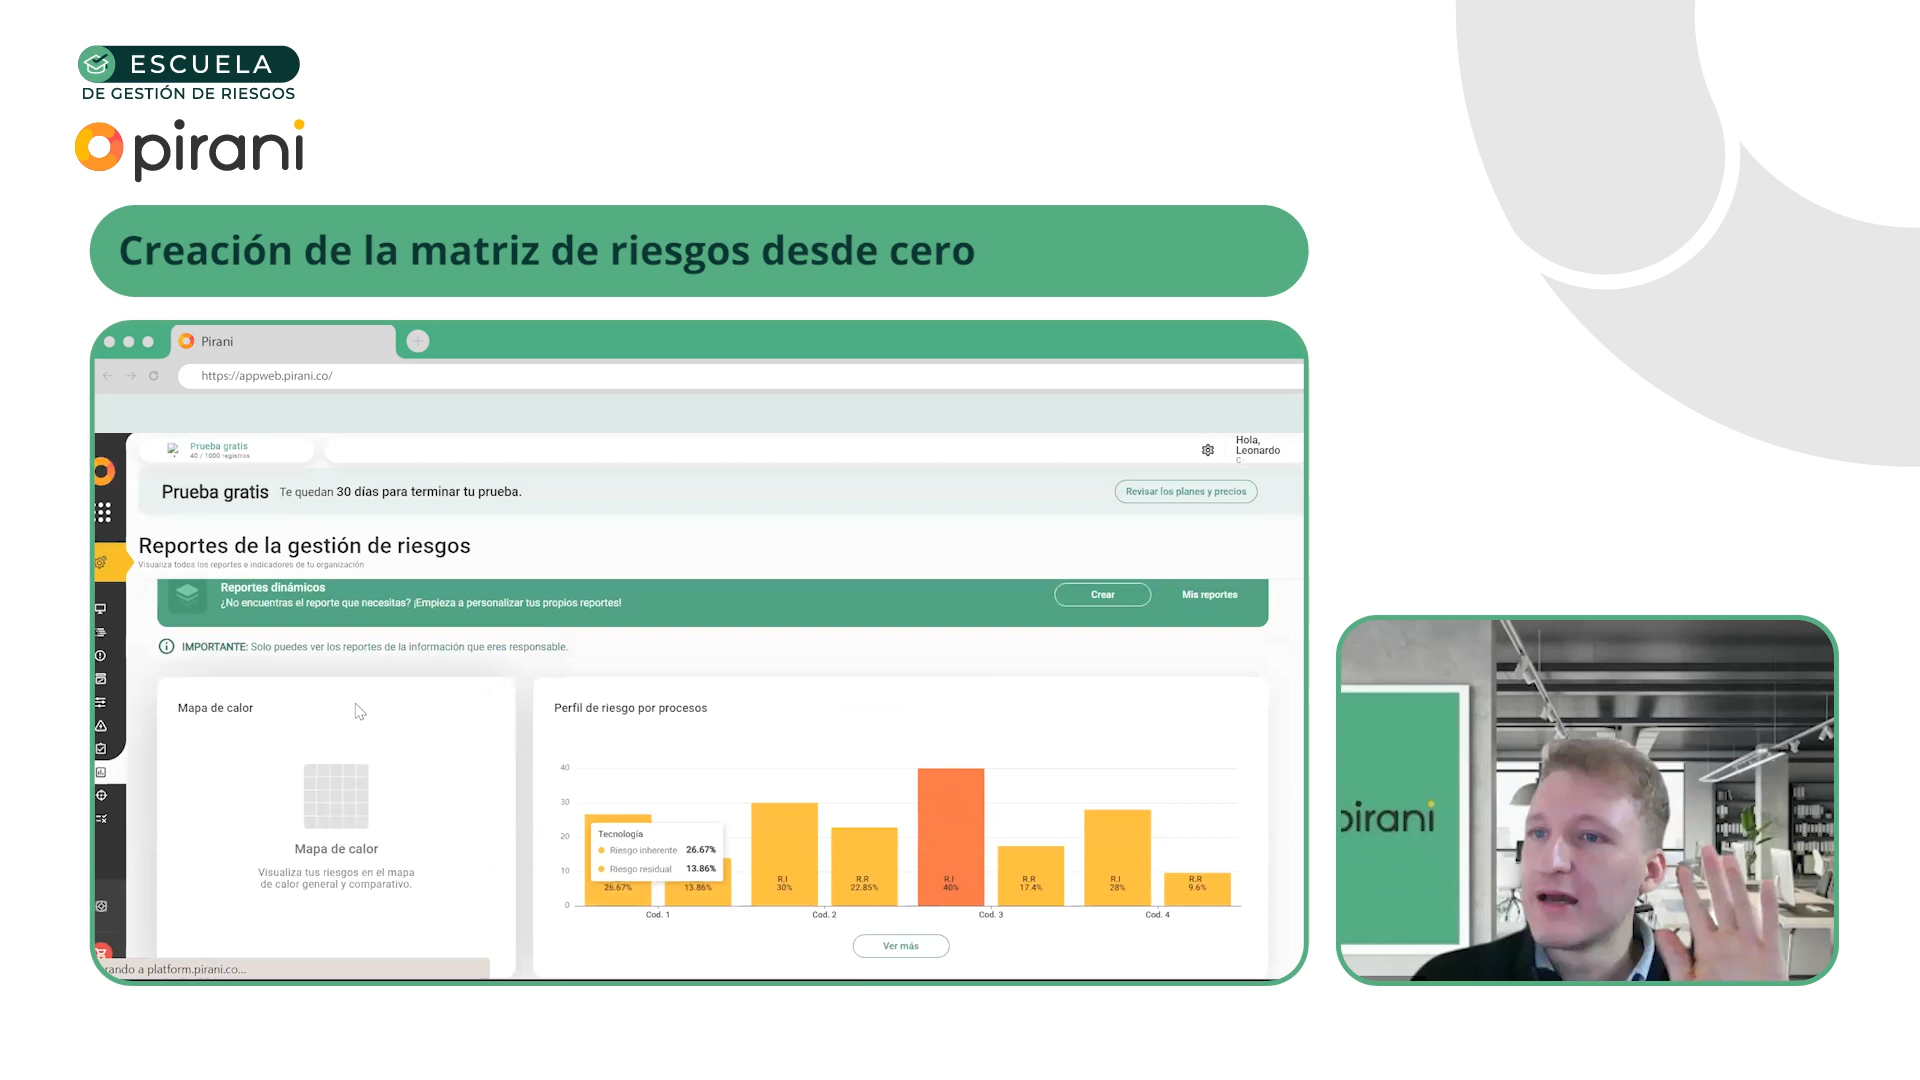 ESCUELA
DE GESTIÓN DE RIESGOS
pirani
Creación de la matriz de riesgos desde cero
Pirani
https://appweb.pirani.co/
Prueba gratis
40 / 1000 registros
Hola,
Leonardo
C
Prueba gratis Te quedan 30 días para terminar tu prueba.
Revisar los planes y precios
Reportes de la gestión de riesgos
Visualiza todos los reportes e indicadores de tu organización
Reportes dinámicos
¿No encuentras el reporte que necesitas? ¡Empieza a personalizar tus propios reportes!
Crear
Mis reportes
IMPORTANTE: Solo puedes ver los reportes de la información que eres responsable.
Mapa de calor
Mapa de calor
Visualiza tus riesgos en el mapa
de calor general y comparativo.
Perfil de riesgo por procesos
40
30
20
10
0
Tecnología
Riesgo inherente 26.67%
Riesgo residual 13.86%
26.67%
13.86%
R.I
30%
R.R
22.85%
R.I
40%
R.R
17.4%
R.I
28%
R.R
9.6%
Cod. 1
Cod. 2
Cod. 3
Cod. 4
Ver más
rando a platform.pirani.co...
pirani